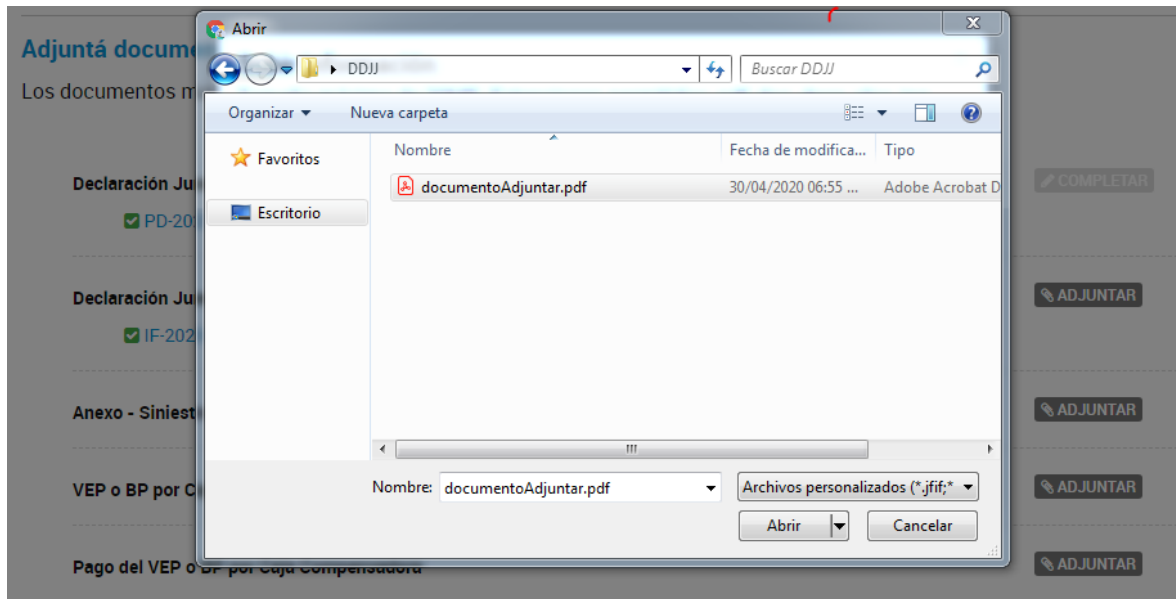 Abrir
Adjuntá docume
DDJJ
Buscar DDJJ
Los documentos m
Organizar
Nueva carpeta
Favoritos
Nombre
Fecha de modifica...
Tipo
Declaración Ju
documentoAdjuntar.pdf
30/04/2020 06:55 ...
Adobe Acrobat D
COMPLETAR
Escritorio
PD-20
Declaración Ju
ADJUNTAR
IF-202
Anexo - Siniest
ADJUNTAR
VEP o BP por C
Nombre:
documentoAdjuntar.pdf
Archivos personalizados (*.jfif;*
ADJUNTAR
Abrir
Cancelar
Pago del VEP o BP por Caja Compensadora
ADJUNTAR